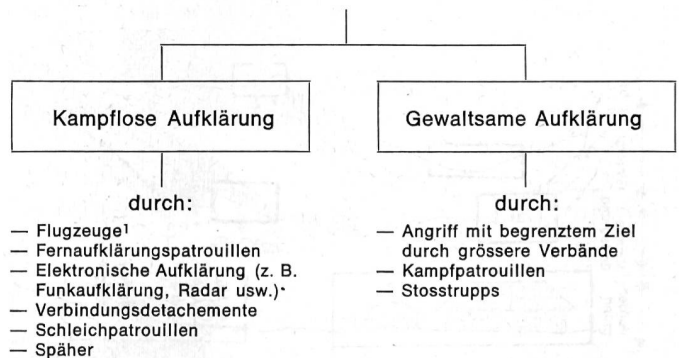 Kampflose Aufklärung
durch:
— Flugzeuge¹
— Fernaufklärungspatrouillen
— Elektronische Aufklärung (z. B.
Funkaufklärung, Radar usw.)
— Verbindungsdetachemente
— Schleichpatrouillen
— Späher
Gewaltsame Aufklärung
durch:
— Angriff mit begrenztem Ziel
durch grössere Verbände
— Kampfpatrouillen
— Stosstrupps